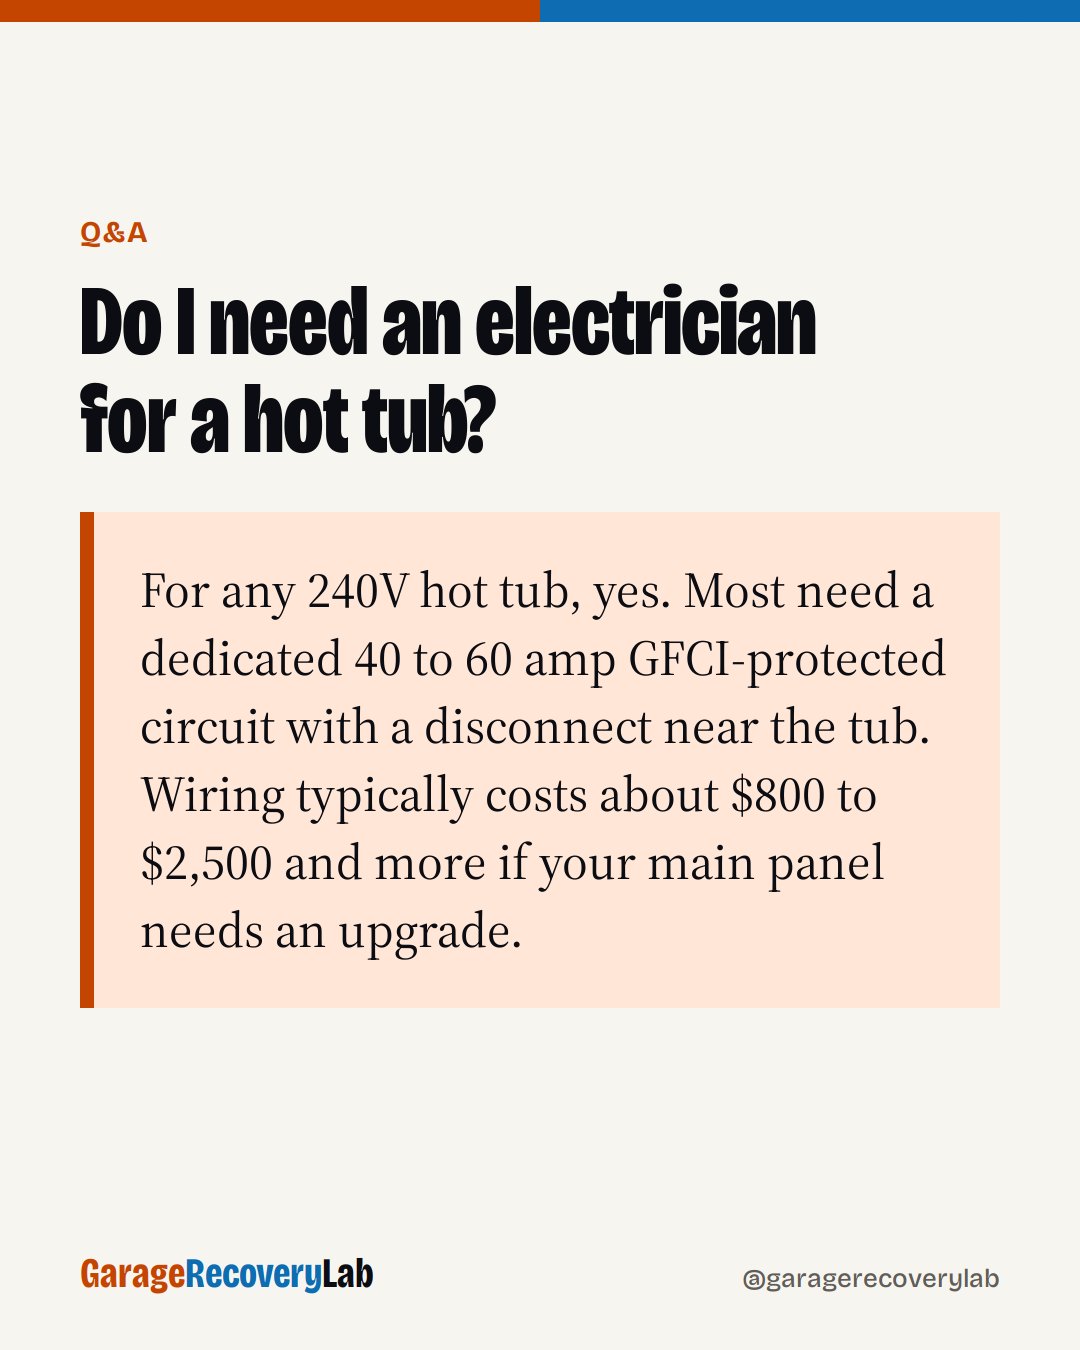 Q&A
Do I need an electrician
for a hot tub?
For any 240V hot tub, yes. Most need a
dedicated 40 to 60 amp GFCI-protected
circuit with a disconnect near the tub.
Wiring typically costs about $800 to
$2,500 and more if your main panel
needs an upgrade.
GarageRecoveryLab
@garagerecoverylab